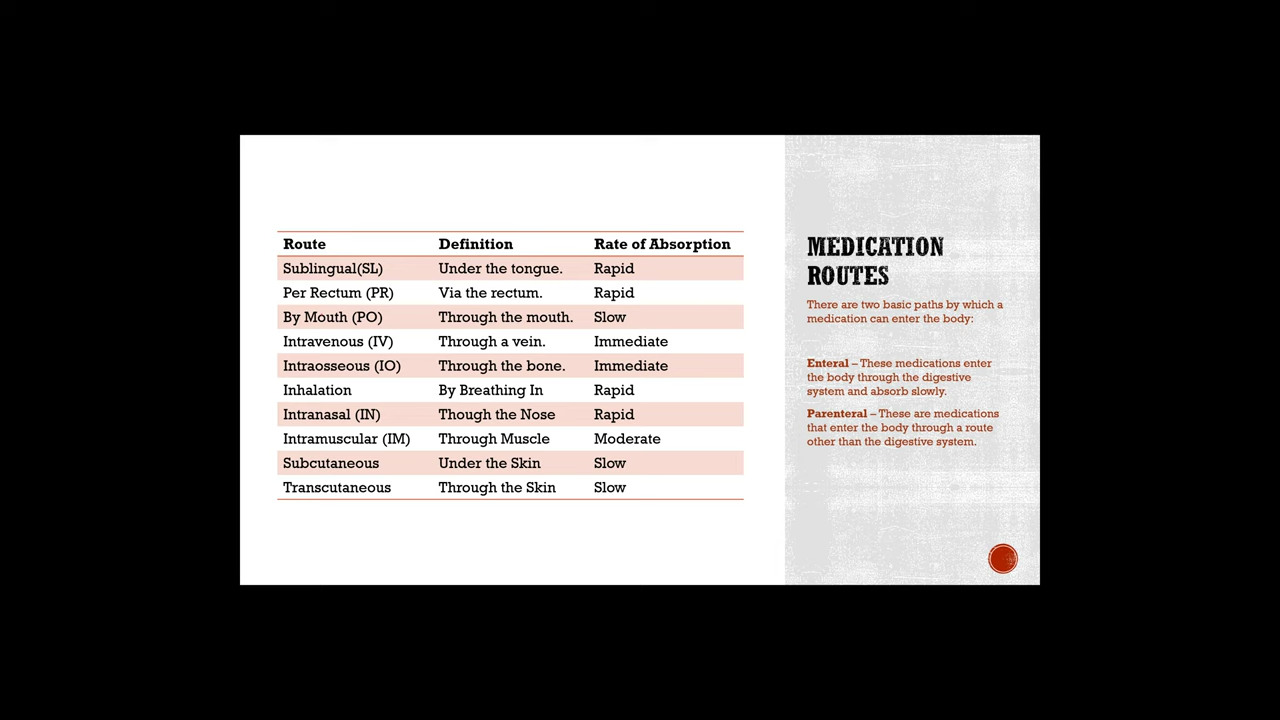 Route Definition Rate of Absorption
Sublingual(SL) Under the tongue. Rapid
Per Rectum (PR) Via the rectum. Rapid
By Mouth (PO) Through the mouth. Slow
Intravenous (IV) Through a vein. Immediate
Intraosseous (IO) Through the bone. Immediate
Inhalation By Breathing In Rapid
Intranasal (IN) Though the Nose Rapid
Intramuscular (IM) Through Muscle Moderate
Subcutaneous Under the Skin Slow
Transcutaneous Through the Skin Slow
MEDICATION
ROUTES
There are two basic paths by which a
medication can enter the body:
Enteral – These medications enter
the body through the digestive
system and absorb slowly.
Parenteral – These are medications
that enter the body through a route
other than the digestive system.